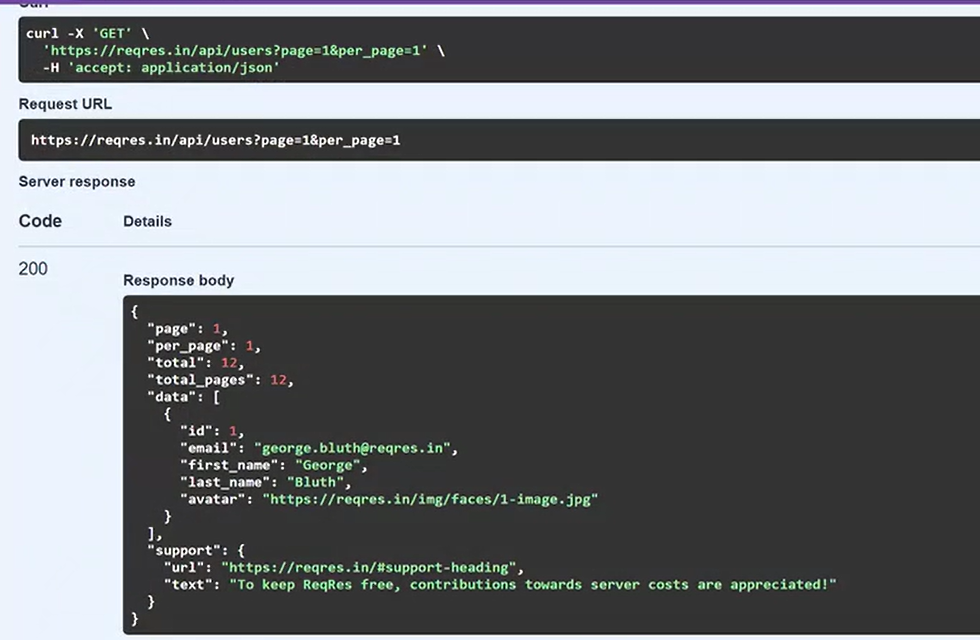 Curl
curl -X 'GET' \
'https://reqres.in/api/users?page=1&per_page=1' \
-H 'accept: application/json'
Request URL
https://reqres.in/api/users?page=1&per_page=1
Server response
Code Details
200
Response body
{
"page": 1,
"per_page": 1,
"total": 12,
"total_pages": 12,
"data": [
{
"id": 1,
"email": "george.bluth@reqres.in",
"first_name": "George",
"last_name": "Bluth",
"avatar": "https://reqres.in/img/faces/1-image.jpg"
}
],
"support": {
"url": "https://reqres.in/#support-heading",
"text": "To keep ReqRes free, contributions towards server costs are appreciated!"
}
}